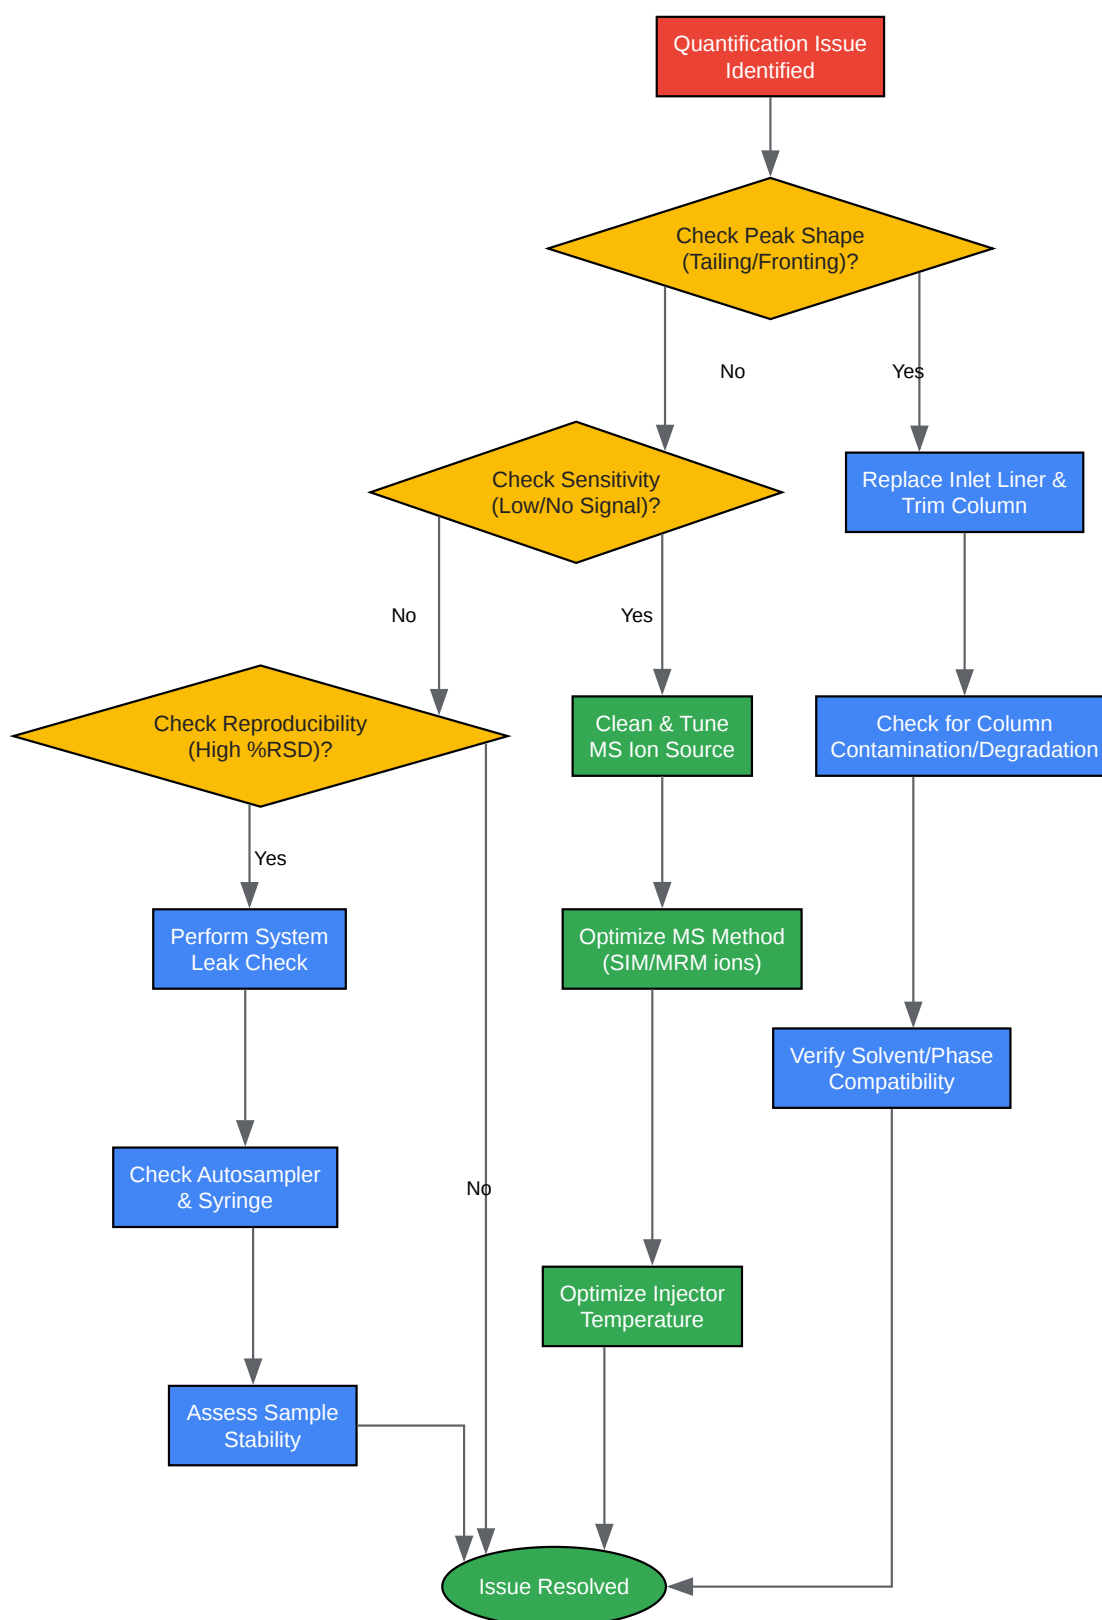 Quantification Issue
Identified
Check Peak Shape
(Tailing/Fronting)?
No
Yes
Check Sensitivity
(Low/No Signal)?
Replace Inlet Liner &
Trim Column
No
Yes
Check Reproducibility
(High %RSD)?
Clean & Tune
MS Ion Source
Check for Column
Contamination/Degradation
Yes
Perform System
Leak Check
Optimize MS Method
(SIM/MRM ions)
Verify Solvent/Phase
Compatibility
Check Autosampler
& Syringe
No
Optimize Injector
Temperature
Assess Sample
Stability
Issue Resolved